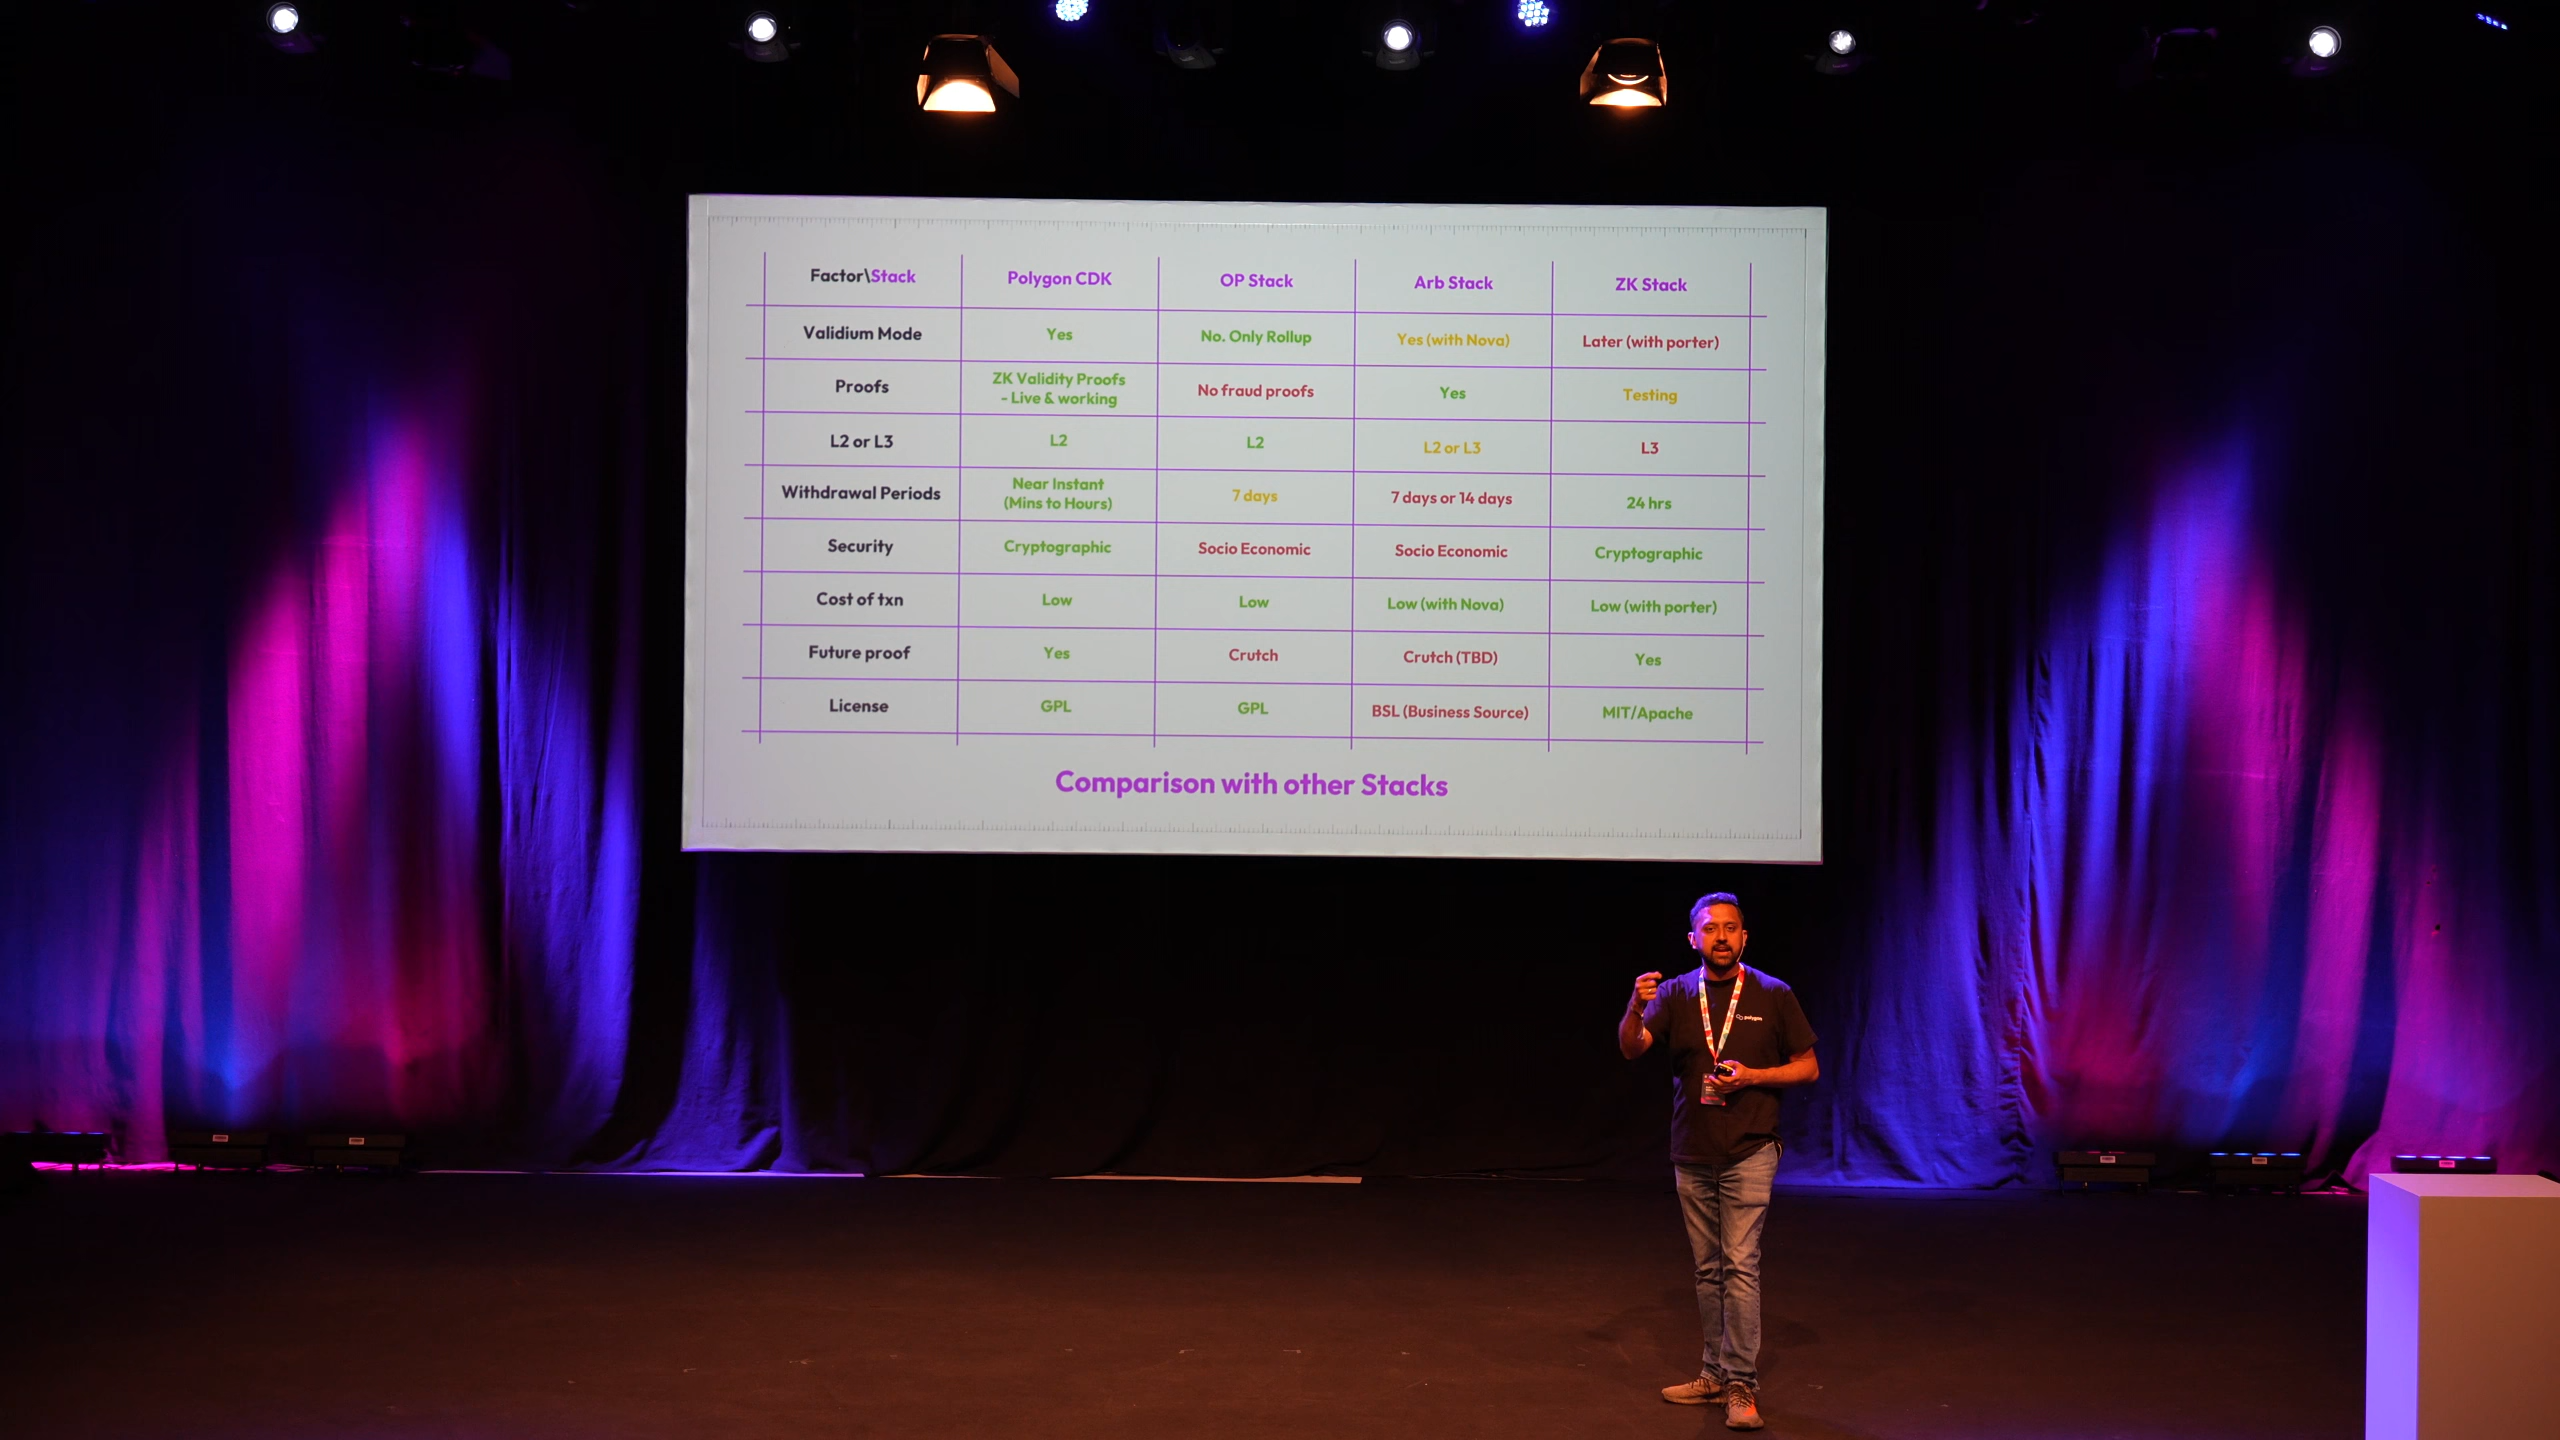 Factor\Stack
Polygon CDK
OP Stack
Arb Stack
ZK Stack
Validium Mode
Yes
No. Only Rollup
Yes (with Nova)
Later (with porter)
Proofs
ZK Validity Proofs
- Live & working
No fraud proofs
Yes
Testing
L2 or L3
L2
L2
L2 or L3
L3
Withdrawal Periods
Near Instant
(Mins to Hours)
7 days
7 days or 14 days
24 hrs
Security
Cryptographic
Socio Economic
Socio Economic
Cryptographic
Cost of txn
Low
Low
Low (with Nova)
Low (with porter)
Future proof
Yes
Crutch
Crutch (TBD)
Yes
License
GPL
GPL
BSL (Business Source)
MIT/Apache
Comparison with other Stacks
polygon